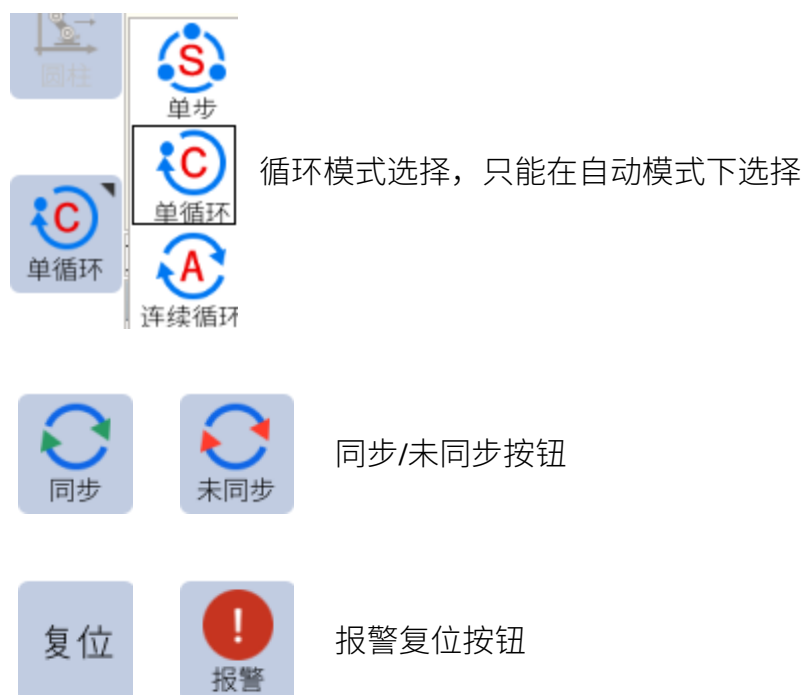 圆柱
S
单步
C
单循环
循环模式选择，只能在自动模式下选择
C
单循环
A
连续循环
同步
未同步
同步/未同步按钮
复位
!
报警
报警复位按钮